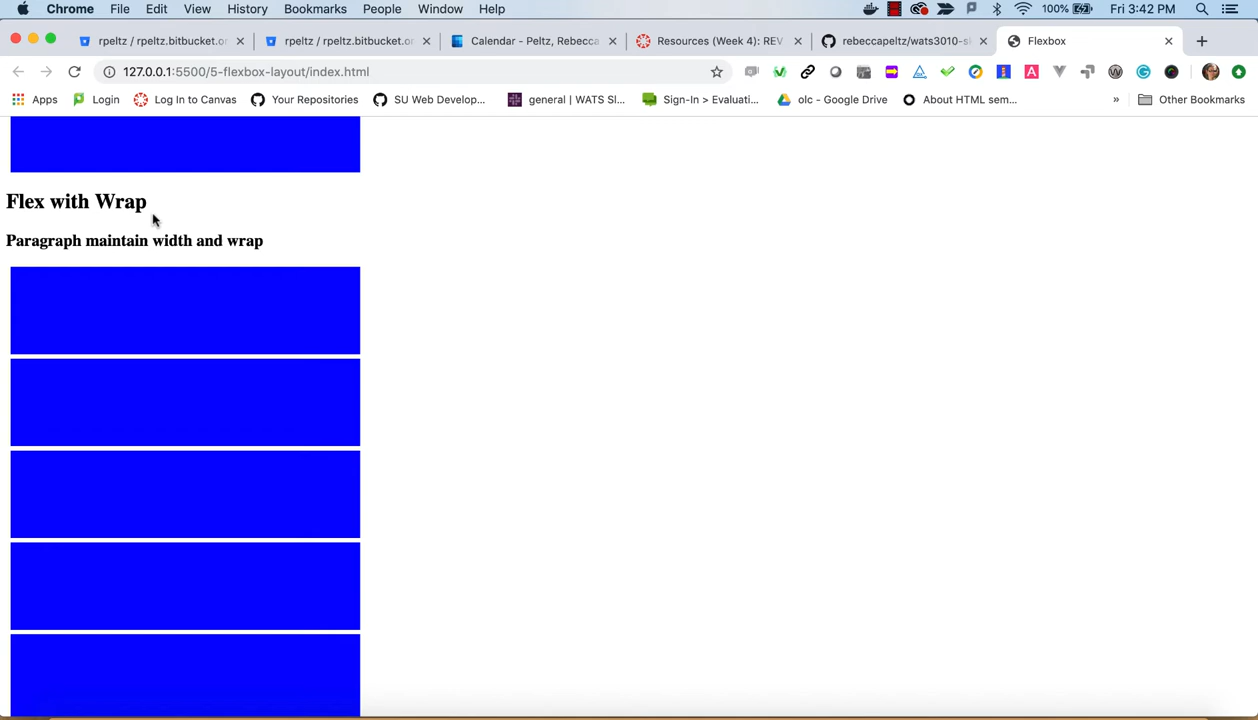 Chrome File Edit View History Bookmarks People Window Help 100% Fri 3:42 PM
rpeltz / rpeltz.bitbucket.or rpeltz / rpeltz.bitbucket.or Calendar - Peltz, Rebecca Resources (Week 4): REV rebeccapeltz/wats3010-sk Flexbox
127.0.0.1:5500/5-flexbox-layout/index.html
Apps Login Log In to Canvas Your Repositories SU Web Develop... general | WATS Sl... Sign-In > Evaluati... olc - Google Drive About HTML sem... » Other Bookmarks
Flex with Wrap
Paragraph maintain width and wrap